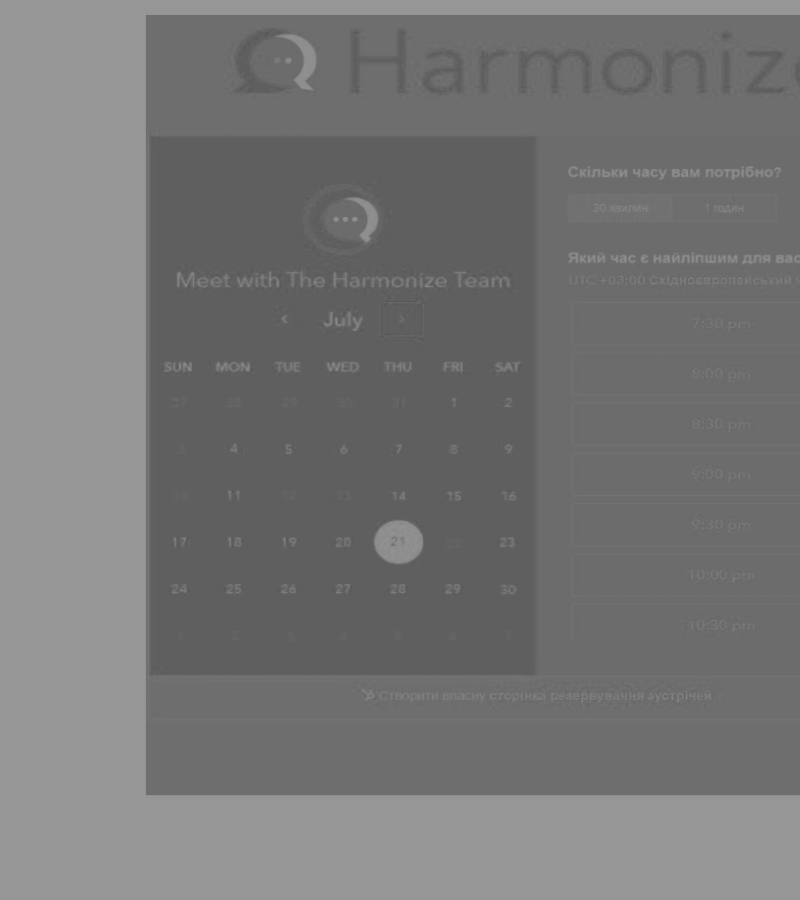 Harmonize
Meet with The Harmonize Team
‹ July ›
SUN MON TUE WED THU FRI SAT
27 28 29 30 31 1 2
3 4 5 6 7 8 9
10 11 12 13 14 15 16
17 18 19 20 21 22 23
24 25 26 27 28 29 30
1 2 3 4 5 6 7
Скільки часу вам потрібно?
30 хвилин 1 годин
Який час є найліпшим для вас
UTC +03:00 Східноєвропейський ч
7:30 pm
8:00 pm
8:30 pm
9:00 pm
9:30 pm
10:00 pm
10:30 pm
Створити власну сторінка резервування зустрічей